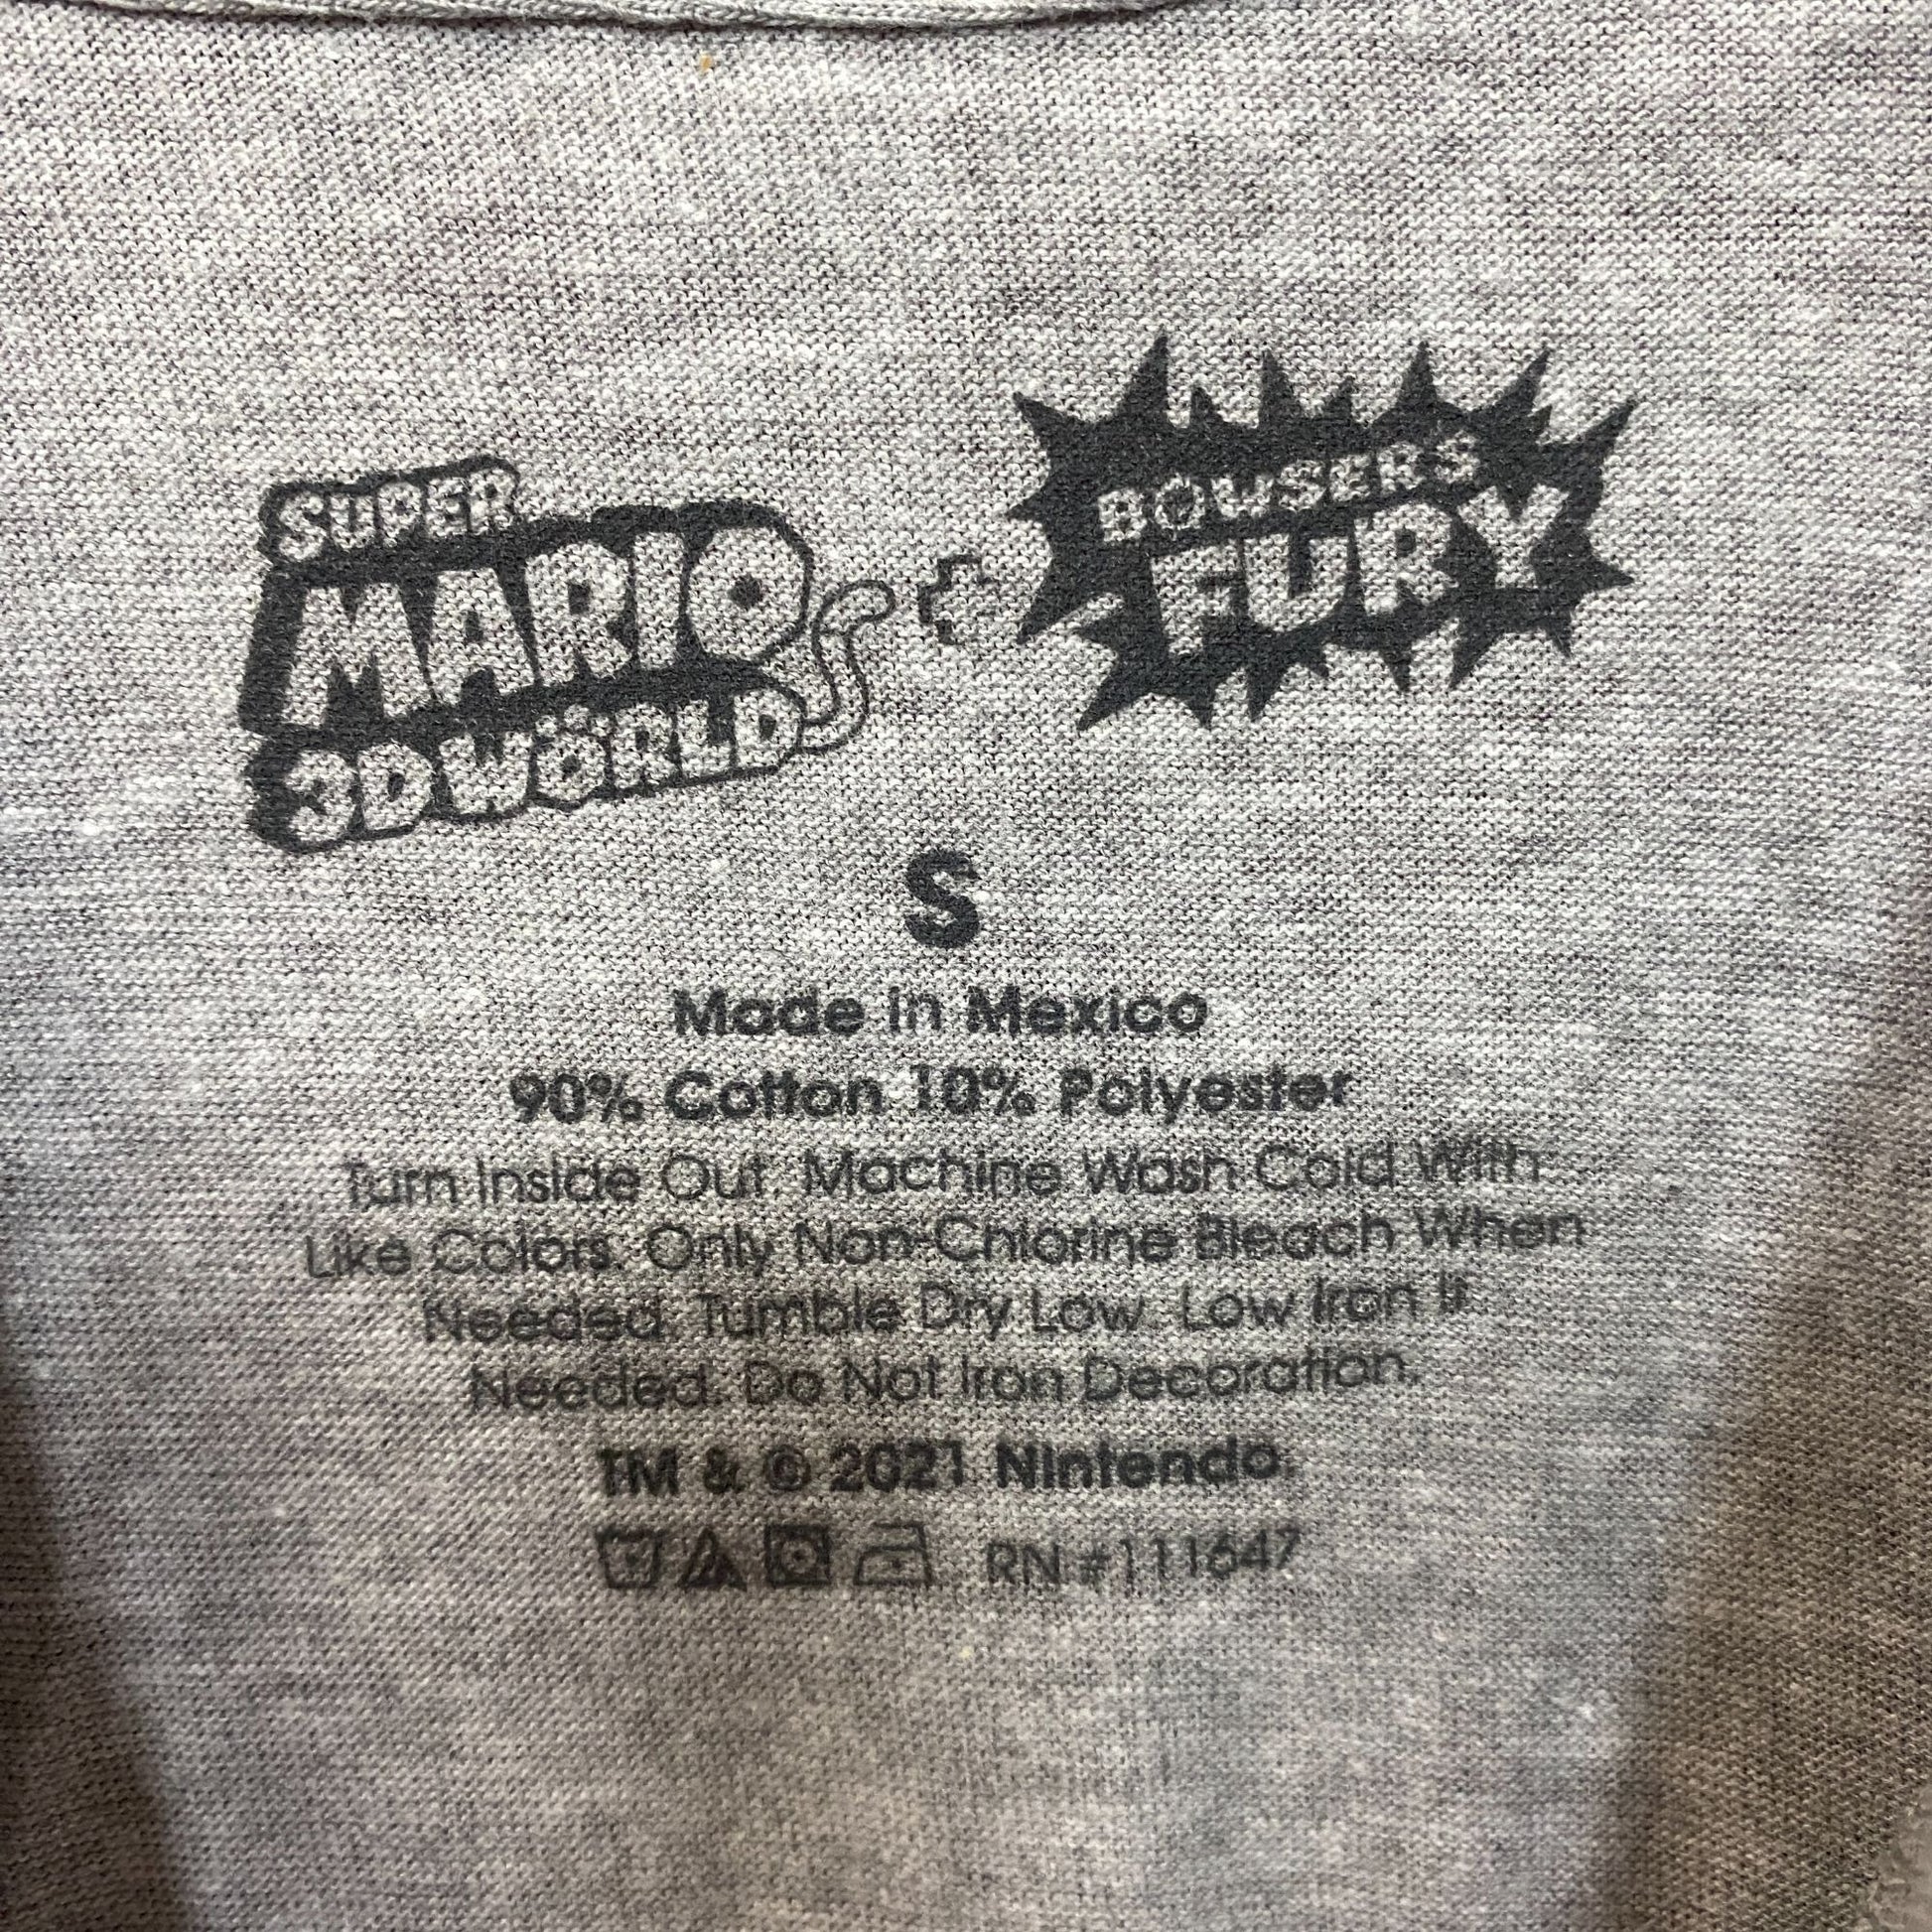 SUPER
MARIO
3D WORLD
+
BOWSER'S
FURY
S
Made in Mexico
90% Cotton 10% Polyester
Turn Inside Out. Machine Wash Cold With
Like Colors. Only Non-Chlorine Bleach When
Needed. Tumble Dry Low. Low Iron If
Needed. Do Not Iron Decoration.
TM & © 2021 Nintendo.
RN #111647